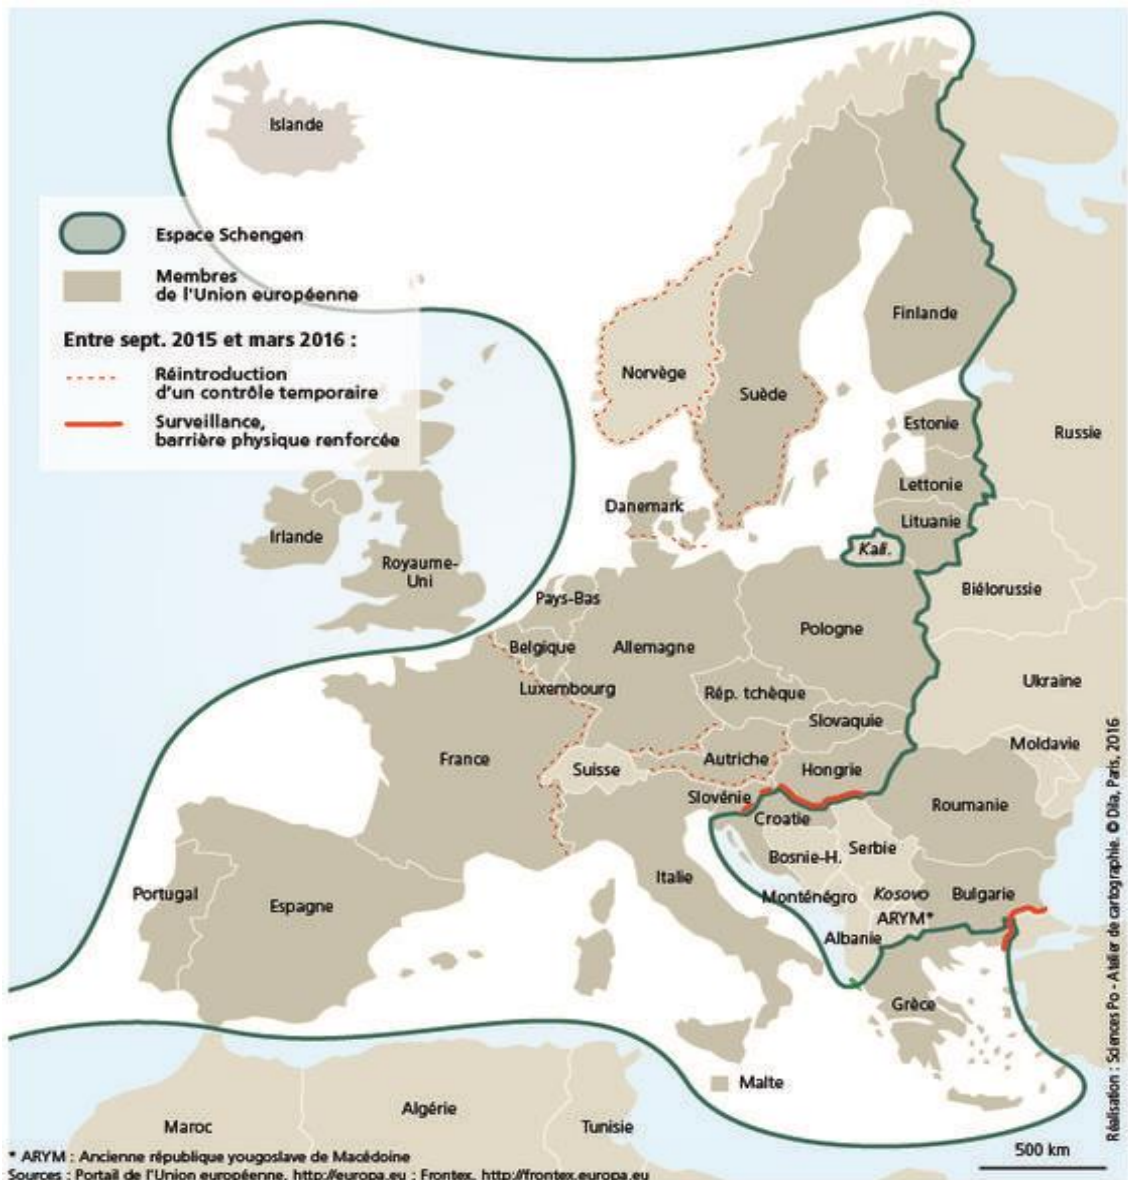 Islande
Espace Schengen
Membres
de l'Union européenne
Entre sept. 2015 et mars 2016 :
Réintroduction
d'un contrôle temporaire
Surveillance,
barrière physique renforcée
Finlande
Norvège
Suède
Estonie
Russie
Lettonie
Danemark
Lituanie
Irlande
Kali.
Royaume-
Uni
Biélorussie
Pays-Bas
Pologne
Belgique
Allemagne
Ukraine
Luxembourg
Rép. tchèque
Slovaquie
Moldavie
France
Autriche
Suisse
Hongrie
Slovénie
Roumanie
Croatie
Serbie
Bosnie-H.
Italie
Portugal
Monténégro
Kosovo
Bulgarie
Espagne
ARYM*
Albanie
Grèce
Malte
Algérie
Maroc
Tunisie
500 km
* ARYM : Ancienne république yougoslave de Macédoine
Sources : Portail de l'Union européenne, http://europa.eu ; Frontex, http://frontex.europa.eu
Réalisation : Sciences Po - Atelier de cartographie. © Dila, Paris, 2016